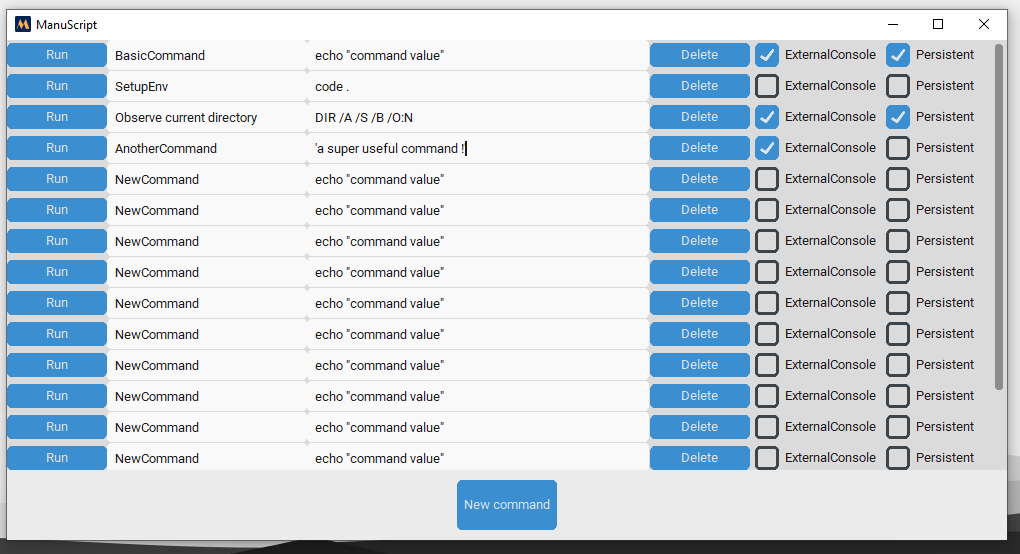 ManuScript
Run BasicCommand echo "command value" Delete ExternalConsole Persistent
Run SetupEnv code . Delete ExternalConsole Persistent
Run Observe current directory DIR /A /S /B /O:N Delete ExternalConsole Persistent
Run AnotherCommand 'a super useful command ! Delete ExternalConsole Persistent
Run NewCommand echo "command value" Delete ExternalConsole Persistent
Run NewCommand echo "command value" Delete ExternalConsole Persistent
Run NewCommand echo "command value" Delete ExternalConsole Persistent
Run NewCommand echo "command value" Delete ExternalConsole Persistent
Run NewCommand echo "command value" Delete ExternalConsole Persistent
Run NewCommand echo "command value" Delete ExternalConsole Persistent
Run NewCommand echo "command value" Delete ExternalConsole Persistent
Run NewCommand echo "command value" Delete ExternalConsole Persistent
Run NewCommand echo "command value" Delete ExternalConsole Persistent
Run NewCommand echo "command value" Delete ExternalConsole Persistent
New command